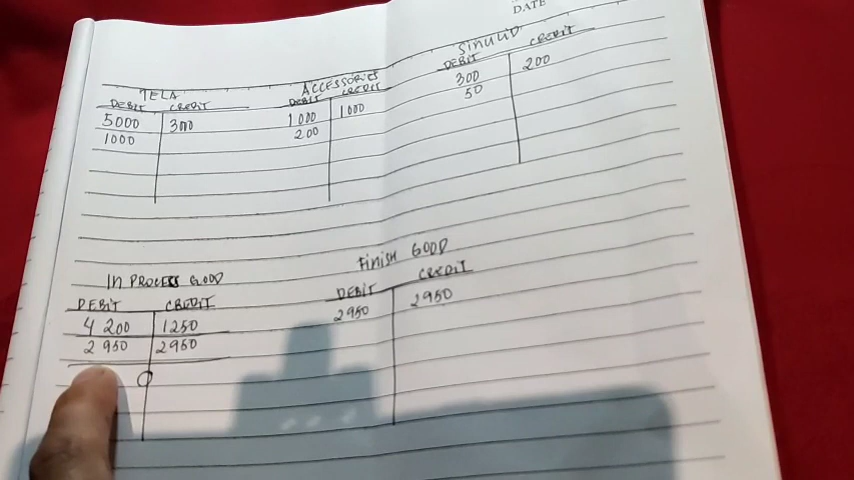 DATE
TELA
DEBIT CREDIT
5000 3000
1000
ACCESSORIES
DEBIT CREDIT
1000 1000
200
SINULID
DEBIT CREDIT
300 200
50
IN PROCESS GOOD
DEBIT CREDIT
4200 1250
2950 2950
0
FINISH GOOD
DEBIT CREDIT
2950 2950